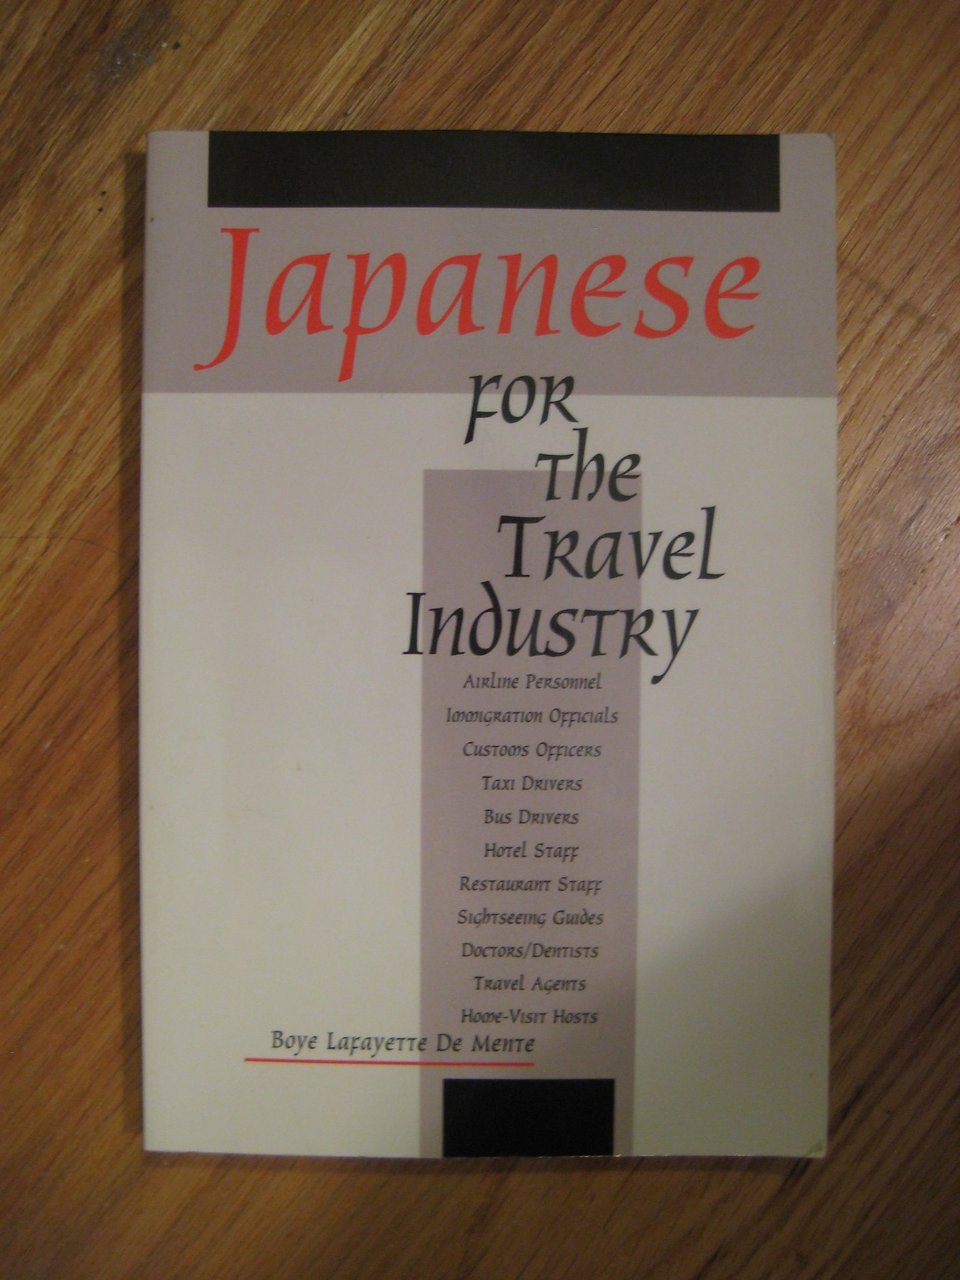 Japanese
for
the
Travel
Industry
Airline Personnel
Immigration Officials
Customs Officers
Taxi Drivers
Bus Drivers
Hotel Staff
Restaurant Staff
Sightseeing Guides
Doctors/Dentists
Travel Agents
Home-Visit Hosts
Boye Lafayette De Mente